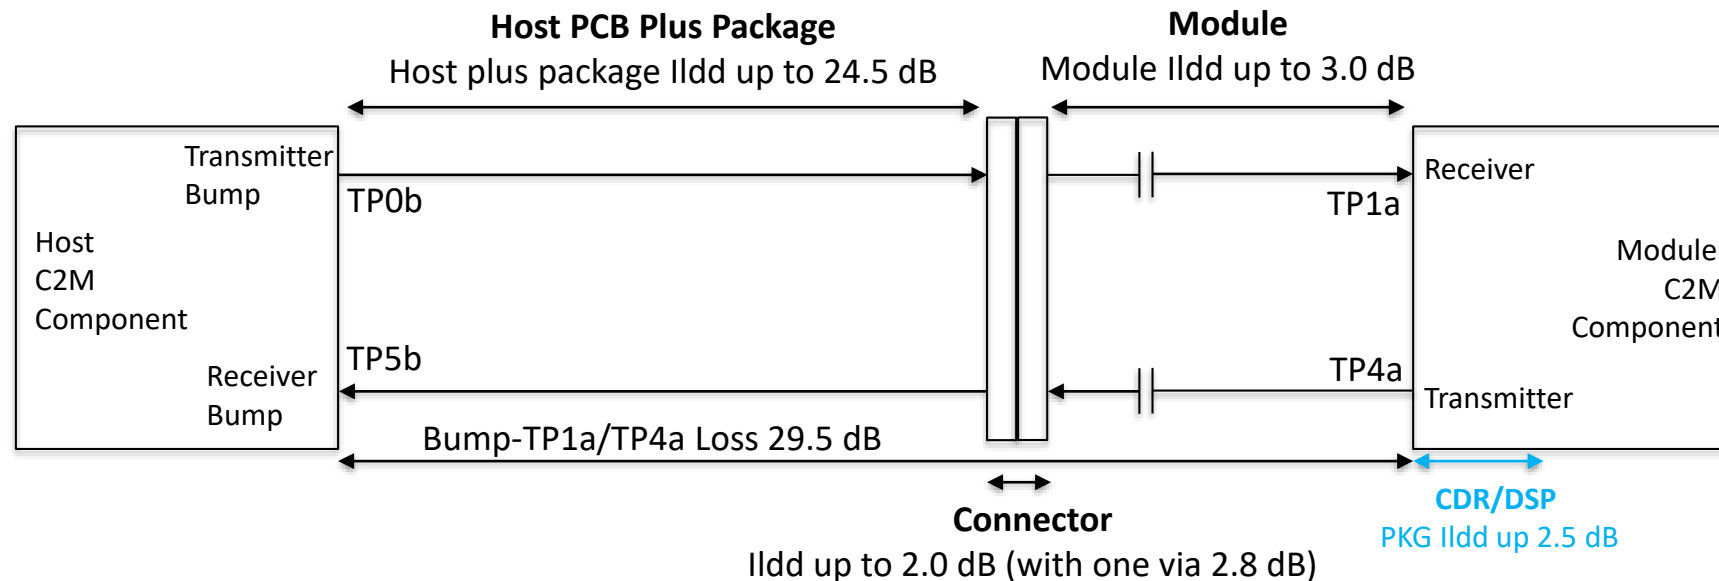 Host PCB Plus Package
Host plus package Ildd up to 24.5 dB
Module
Module Ildd up to 3.0 dB
Transmitter
Bump
TP0b
Receiver
TP1a
Host
C2M
Component
Module
C2M
Component
TP5b
TP4a
Receiver
Bump
Transmitter
Bump-TP1a/TP4a Loss 29.5 dB
Connector
Ildd up to 2.0 dB (with one via 2.8 dB)
CDR/DSP
PKG Ildd up 2.5 dB